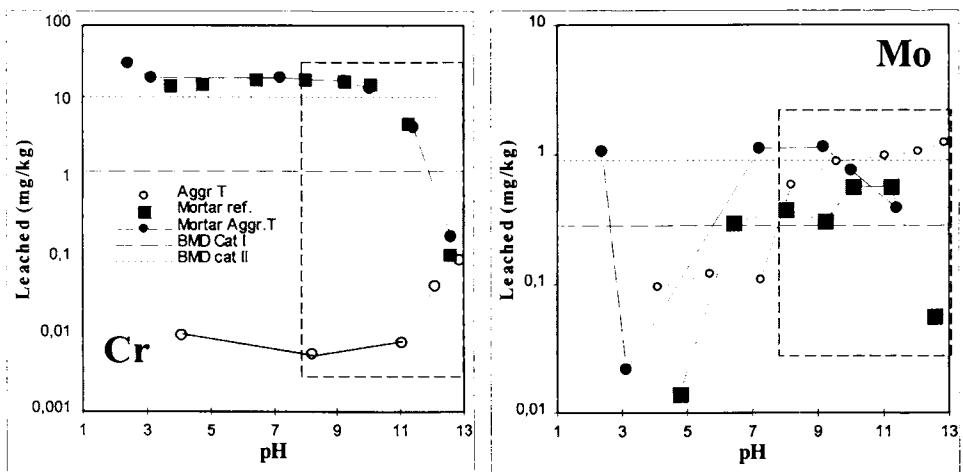 100
10
1
0,1
0,01
0,001
Leached (mg/kg)
Aggr T
Mortar ref.
Mortar Aggr.T
BMD Cat I
BMD cat II
Cr
1 3 5 7 9 11 13
pH
10
1
0,1
0,01
Leached (mg/kg)
Mo
1 3 5 7 9 11 13
pH